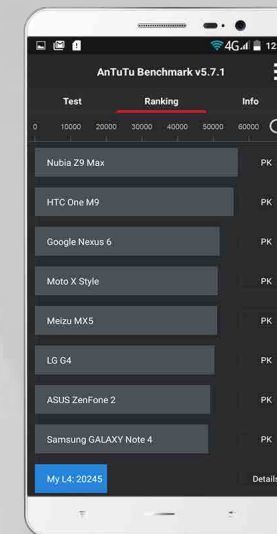 4G 12
AnTuTu Benchmark v5.7.1
Test Ranking Info
0 10000 20000 30000 40000 50000 60000
Nubia Z9 Max PK
HTC One M9 PK
Google Nexus 6 PK
Moto X Style PK
Meizu MX5 PK
LG G4 PK
ASUS ZenFone 2 PK
Samsung GALAXY Note 4 PK
My L4: 20245 Details